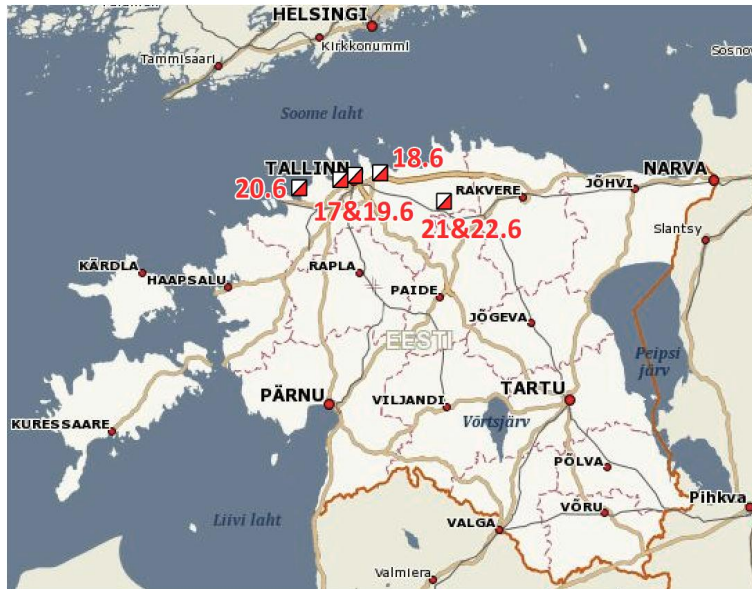 HELSINGI
Kirkkonummi
Tammisaari
Soome laht
TALLINN
18.6
20.6
17&19.6
21&22.6
RAKVERE
JÕHVI
NARVA
Slantsy
KÄRDLA
HAAPSALU
RAPLA
PAIDE
JÕGEVA
EESTI
Peipsi
järv
PÄRNU
VILJANDI
TARTU
Võrtsjärv
KURESSAARE
PÕLVA
Pihkva
VÕRU
Liivi laht
VALGA
Valmiera